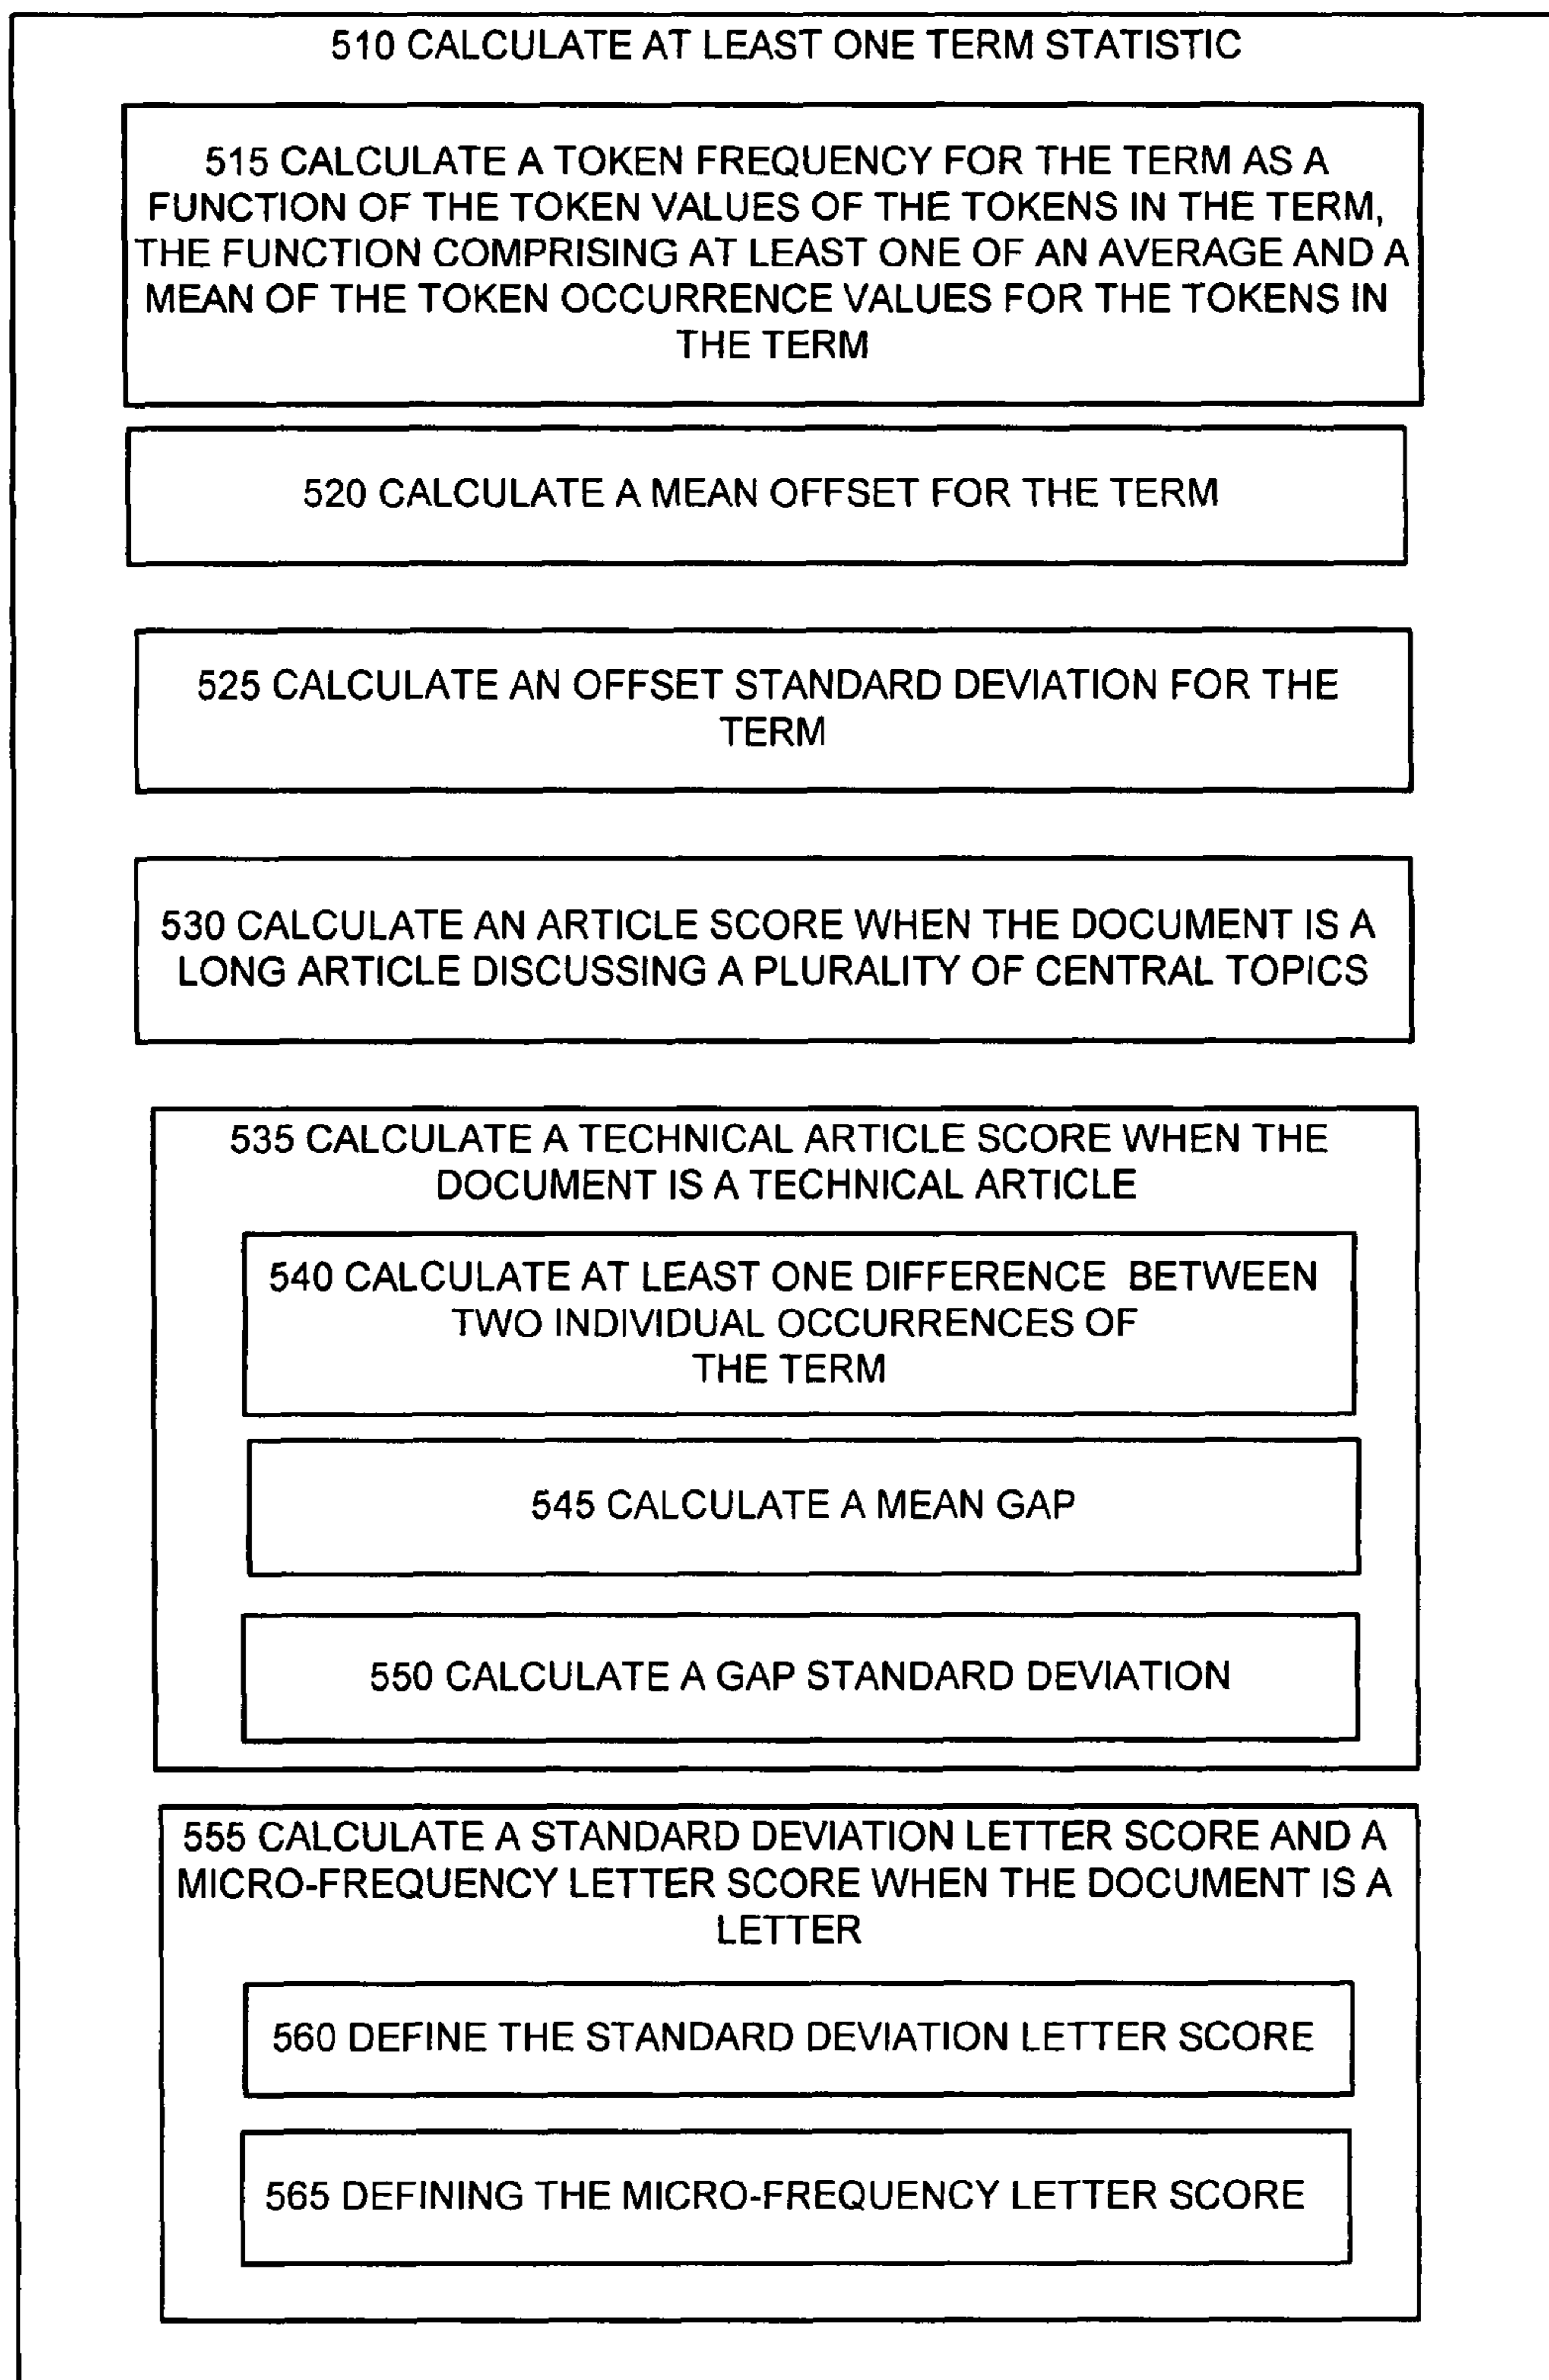 510 CALCULATE AT LEAST ONE TERM STATISTIC
515 CALCULATE A TOKEN FREQUENCY FOR THE TERM AS A
FUNCTION OF THE TOKEN VALUES OF THE TOKENS IN THE TERM,
THE FUNCTION COMPRISING AT LEAST ONE OF AN AVERAGE AND A
MEAN OF THE TOKEN OCCURRENCE VALUES FOR THE TOKENS IN
THE TERM
520 CALCULATE A MEAN OFFSET FOR THE TERM
525 CALCULATE AN OFFSET STANDARD DEVIATION FOR THE
TERM
530 CALCULATE AN ARTICLE SCORE WHEN THE DOCUMENT IS A
LONG ARTICLE DISCUSSING A PLURALITY OF CENTRAL TOPICS
535 CALCULATE A TECHNICAL ARTICLE SCORE WHEN THE
DOCUMENT IS A TECHNICAL ARTICLE
540 CALCULATE AT LEAST ONE DIFFERENCE BETWEEN
TWO INDIVIDUAL OCCURRENCES OF
THE TERM
545 CALCULATE A MEAN GAP
550 CALCULATE A GAP STANDARD DEVIATION
555 CALCULATE A STANDARD DEVIATION LETTER SCORE AND A
MICRO-FREQUENCY LETTER SCORE WHEN THE DOCUMENT IS A
LETTER
560 DEFINE THE STANDARD DEVIATION LETTER SCORE
565 DEFINING THE MICRO-FREQUENCY LETTER SCORE